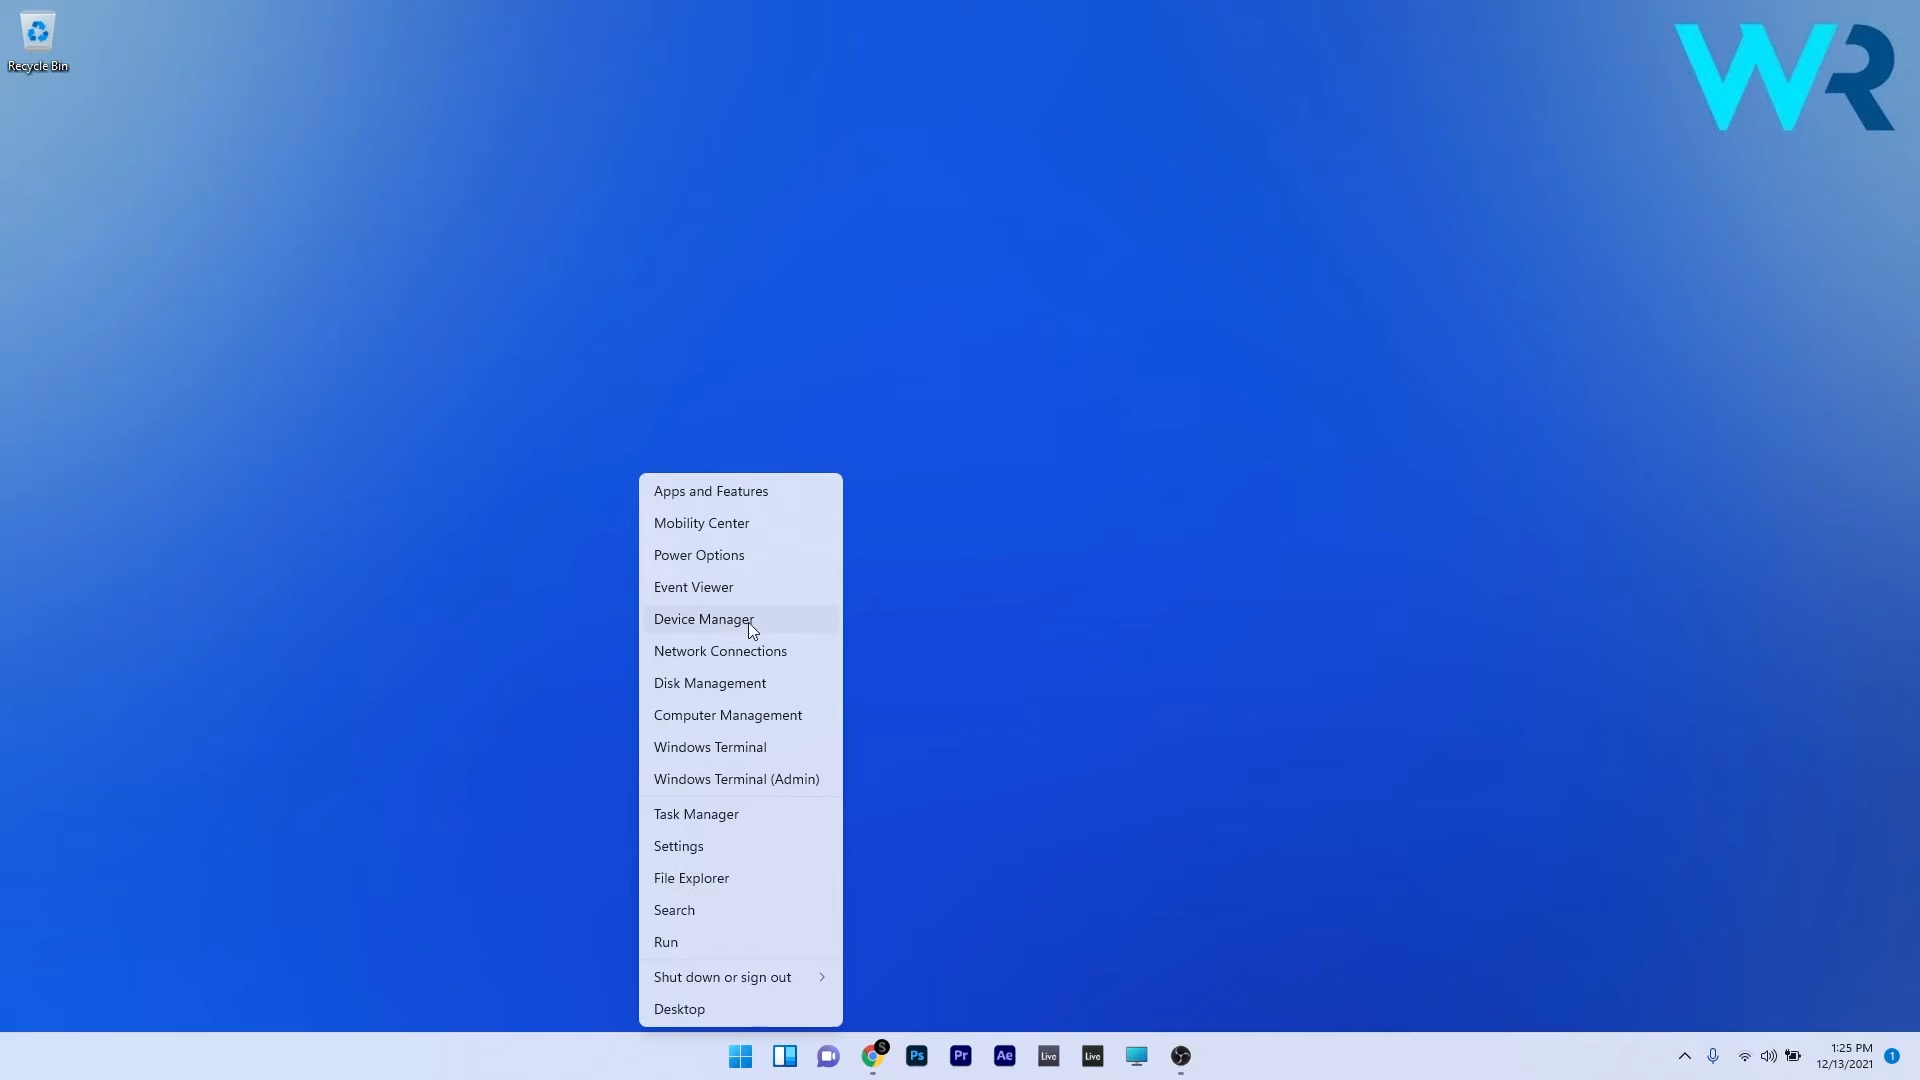 Recycle Bin
WR
Apps and Features
Mobility Center
Power Options
Event Viewer
Device Manager
Network Connections
Disk Management
Computer Management
Windows Terminal
Windows Terminal (Admin)
Task Manager
Settings
File Explorer
Search
Run
Shut down or sign out
Desktop
S
Ps
Pr
Ae
Live
Live
1:25 PM
12/13/2021
1